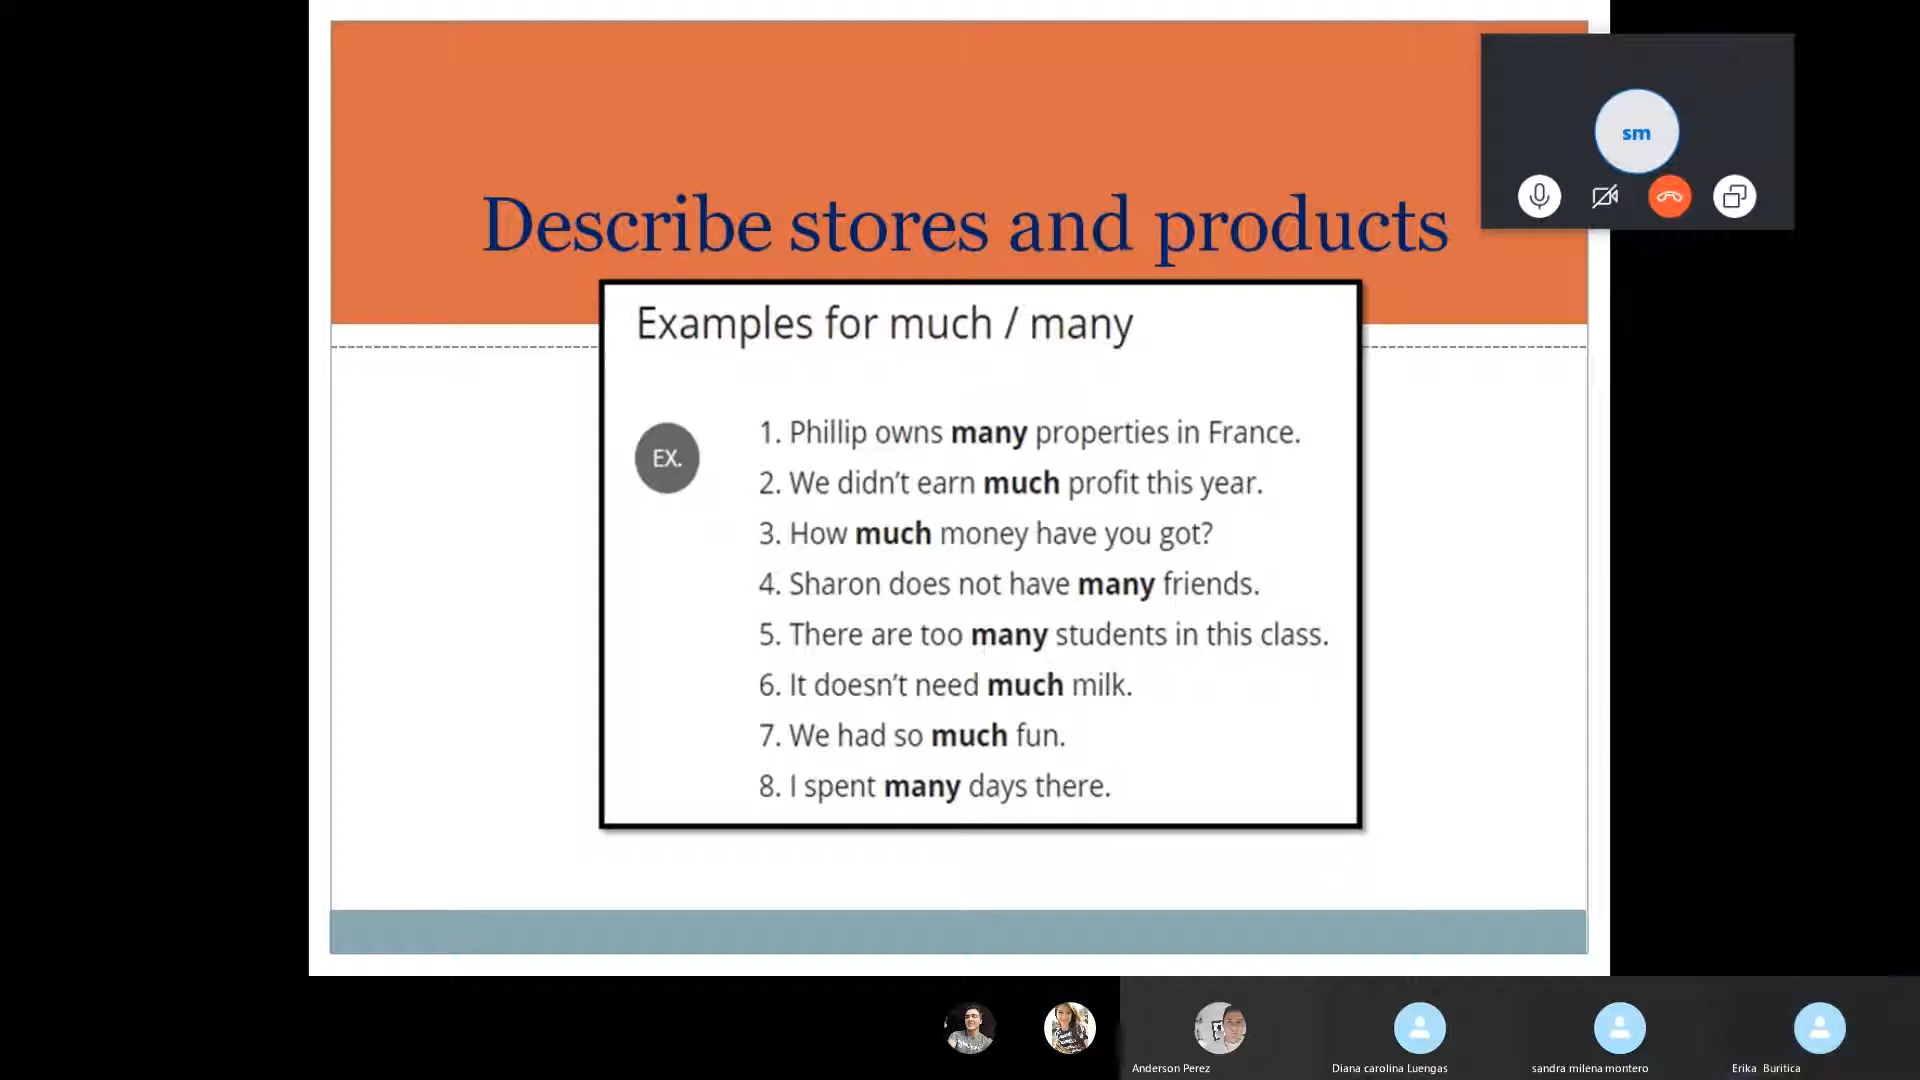 sm
Describe stores and products
Examples for much / many
EX.
1. Phillip owns many properties in France.
2. We didn't earn much profit this year.
3. How much money have you got?
4. Sharon does not have many friends.
5. There are too many students in this class.
6. It doesn't need much milk.
7. We had so much fun.
8. I spent many days there.
Anderson Perez
Diana carolina Luengas
sandra milena montero
Erika Buritica